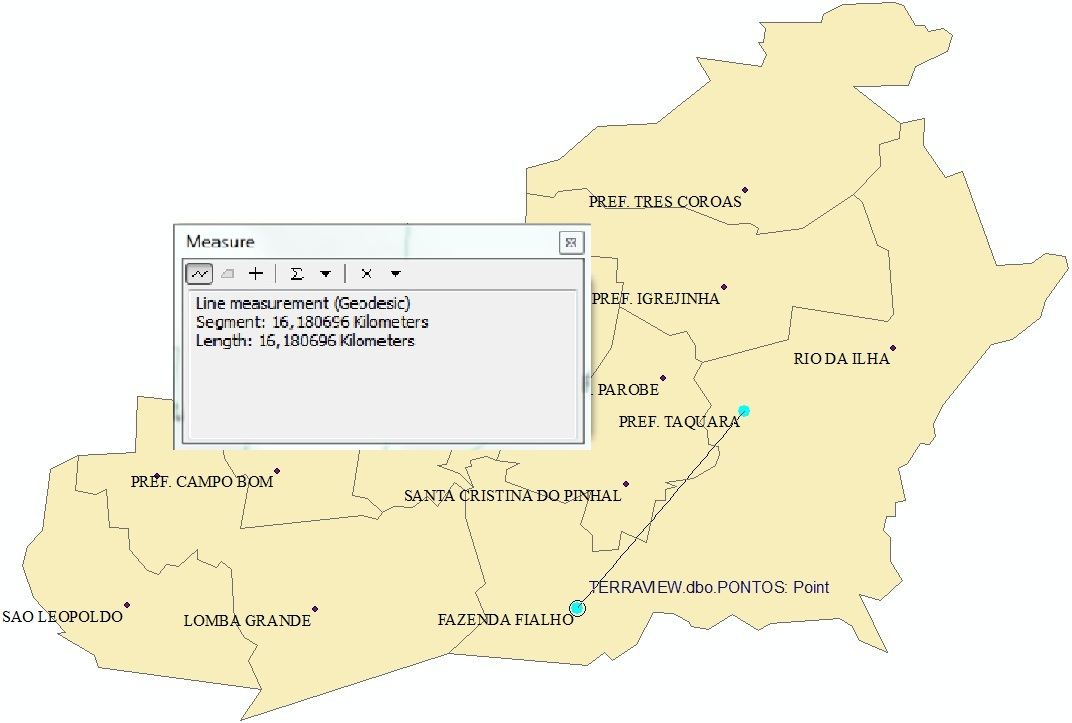 PREF. TRES COROAS
Measure
Line measurement (Geodesic)
Segment: 16,180696 Kilometers
Length: 16,180696 Kilometers
PREF. IGREJINHA
RIO DA ILHA
. PAROBE
PREF. TAQUARA
PREF. CAMPO BOM
SANTA CRISTINA DO PINHAL
TERRAVIEW.dbo.PONTOS: Point
SAO LEOPOLDO
LOMBA GRANDE
FAZENDA FIALHO